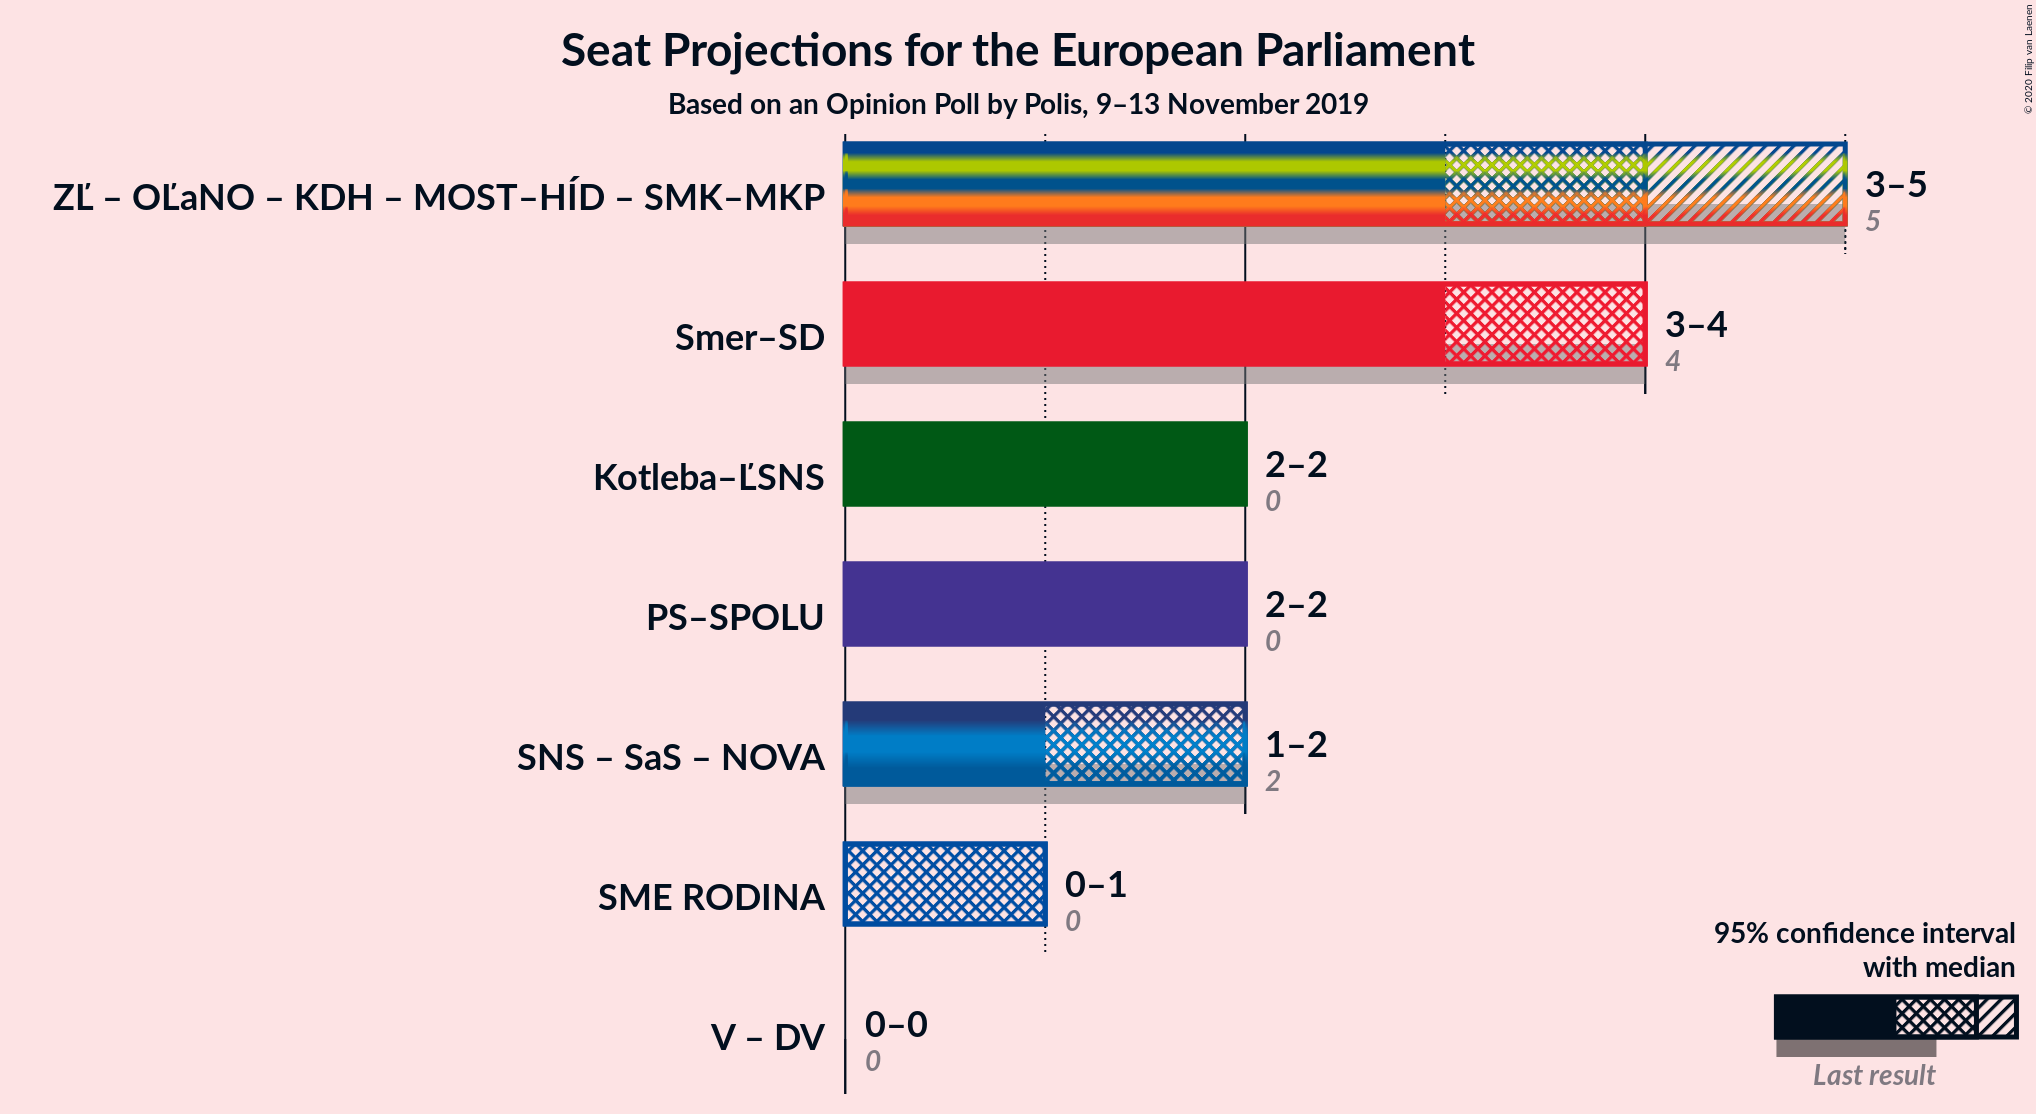 Seat Projections for the European Parliament
Based on an Opinion Poll by Polis, 9–13 November 2019
© 2020 Filip van Laenen
ZĽ – OĽaNO – KDH – MOST–HÍD – SMK–MKP
3–5
5
Smer–SD
3–4
4
Kotleba–ĽSNS
2–2
0
PS–SPOLU
2–2
0
SNS – SaS – NOVA
1–2
2
SME RODINA
0–1
0
V – DV
0–0
0
95% confidence interval
with median
Last result